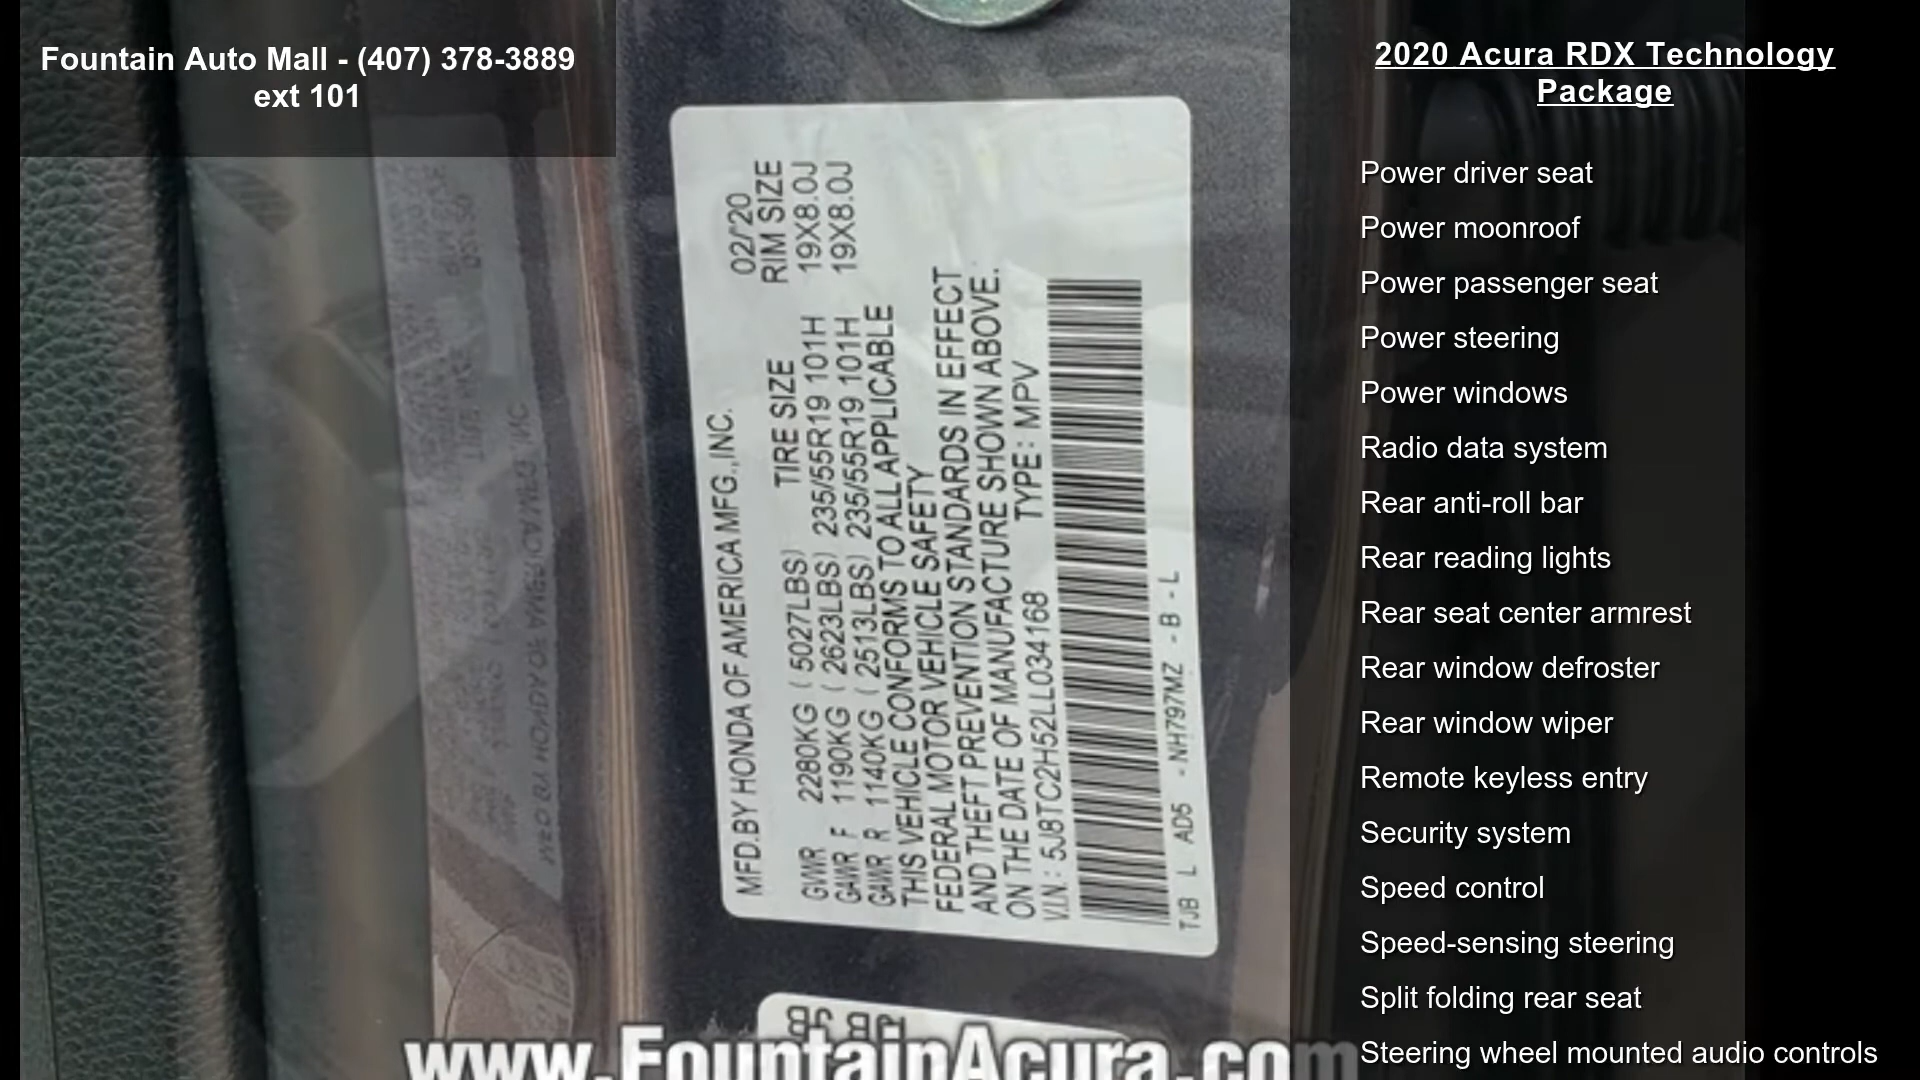 Fountain Auto Mall - (407) 378-3889
ext 101
MFD.BY HONDA OF AMERICA MFG.,INC.
02/20
TIRE SIZE RIM SIZE
GVWR 2280KG ( 5027LBS) 235/55R19 101H 19X8.0J
GAWR F 1190KG ( 2623LBS) 235/55R19 101H 19X8.0J
GAWR R 1140KG ( 2513LBS)
THIS VEHICLE CONFORMS TO ALL APPLICABLE
FEDERAL MOTOR VEHICLE SAFETY
AND THEFT PREVENTION STANDARDS IN EFFECT
ON THE DATE OF MANUFACTURE SHOWN ABOVE.
V.I.N : 5J8TC2H52LL034168 TYPE : MPV
TJB L AD5 - NH797MZ - B - L
www.FountainAcura.com
2020 Acura RDX Technology
Package
Power driver seat
Power moonroof
Power passenger seat
Power steering
Power windows
Radio data system
Rear anti-roll bar
Rear reading lights
Rear seat center armrest
Rear window defroster
Rear window wiper
Remote keyless entry
Security system
Speed control
Speed-sensing steering
Split folding rear seat
Steering wheel mounted audio controls